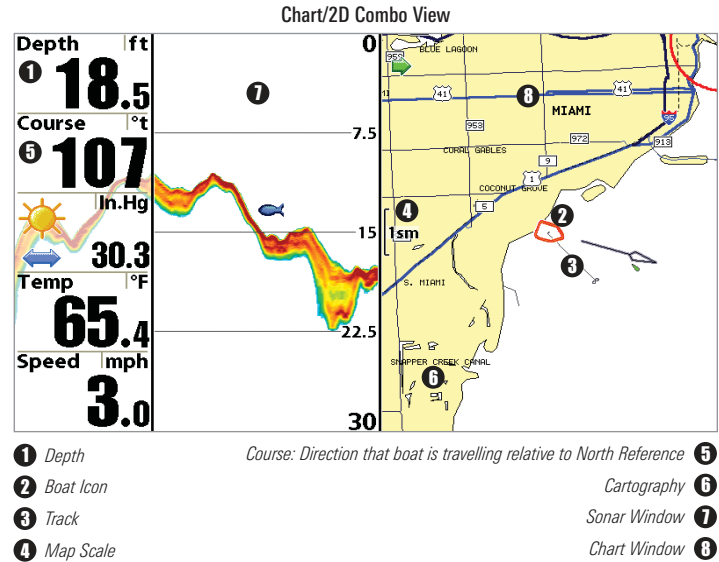 Chart/2D Combo View
Depth ft
1 18.5
Course °t
5 107
In.Hg
30.3
Temp °F
65.4
Speed mph
3.0
7
0
7.5
15
22.5
30
BLUE LAGOON
953
41
41
8
MIAMI
95
953
972
913
CORAL GABLES
9
1
COCONUT GROVE
5
4
1sm
2
3
S. MIAMI
SNAPPER CREEK CANAL
6
1 Depth
2 Boat Icon
3 Track
4 Map Scale
Course: Direction that boat is travelling relative to North Reference 5
Cartography 6
Sonar Window 7
Chart Window 8